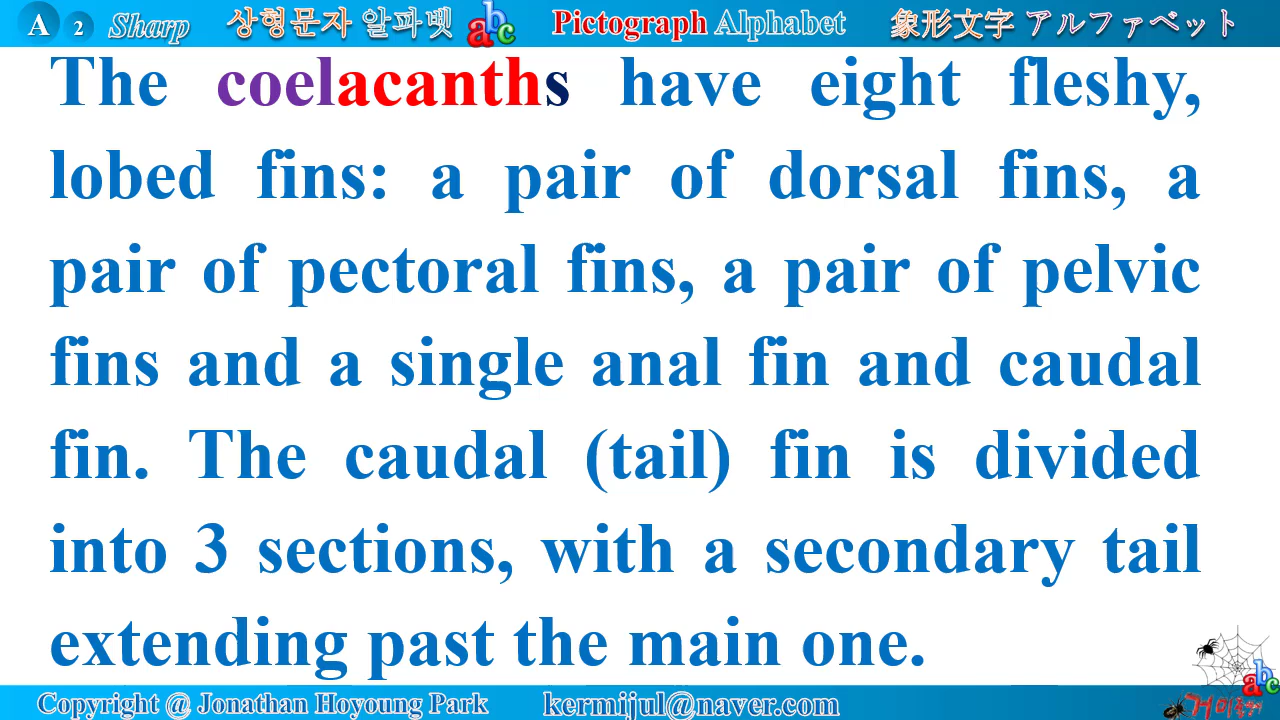 A 2 Sharp 상형문자 알파벳 abc Pictograph Alphabet 象形文字 アルファベット
The coelacanths have eight fleshy,
lobed fins: a pair of dorsal fins, a
pair of pectoral fins, a pair of pelvic
fins and a single anal fin and caudal
fin. The caudal (tail) fin is divided
into 3 sections, with a secondary tail
extending past the main one.
abc
Copyright @ Jonathan Hoyoung Park kermijul@naver.com